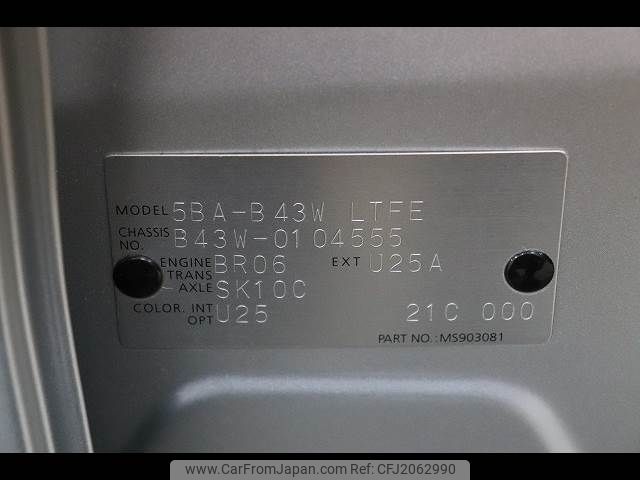 MODEL 5BA-B43W LTFE
CHASSIS NO. B43W-0104555
ENGINE BR06 EXT U25A
TRANS
AXLE SK10C
COLOR. INT U25 21C 000
OPT
PART NO.: MS903081
www.CarFromJapan.com | Ref: CFJ2062990